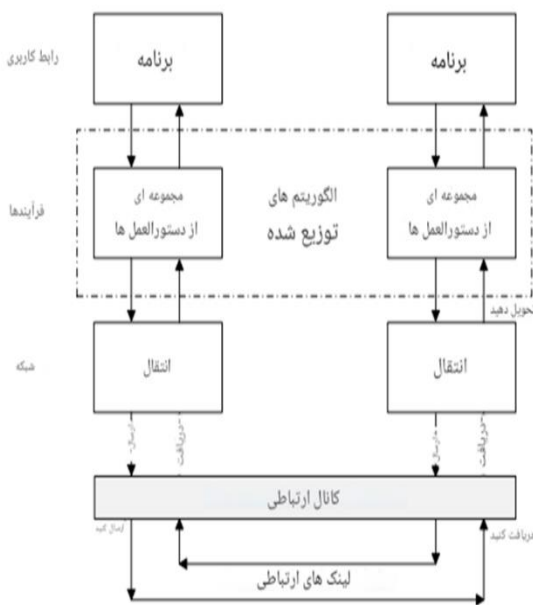 رابط کاربری
برنامه
برنامه
فرآیندها
مجموعه ای
از دستورالعمل ها
الگوریتم های
توزیع شده
مجموعه ای
از دستورالعمل ها
تحویل دهید
شبکه
انتقال
انتقال
ارسال
دریافت
ارسال
دریافت
کانال ارتباطی
ارسال کنید
دریافت کنید
لینک های ارتباطی